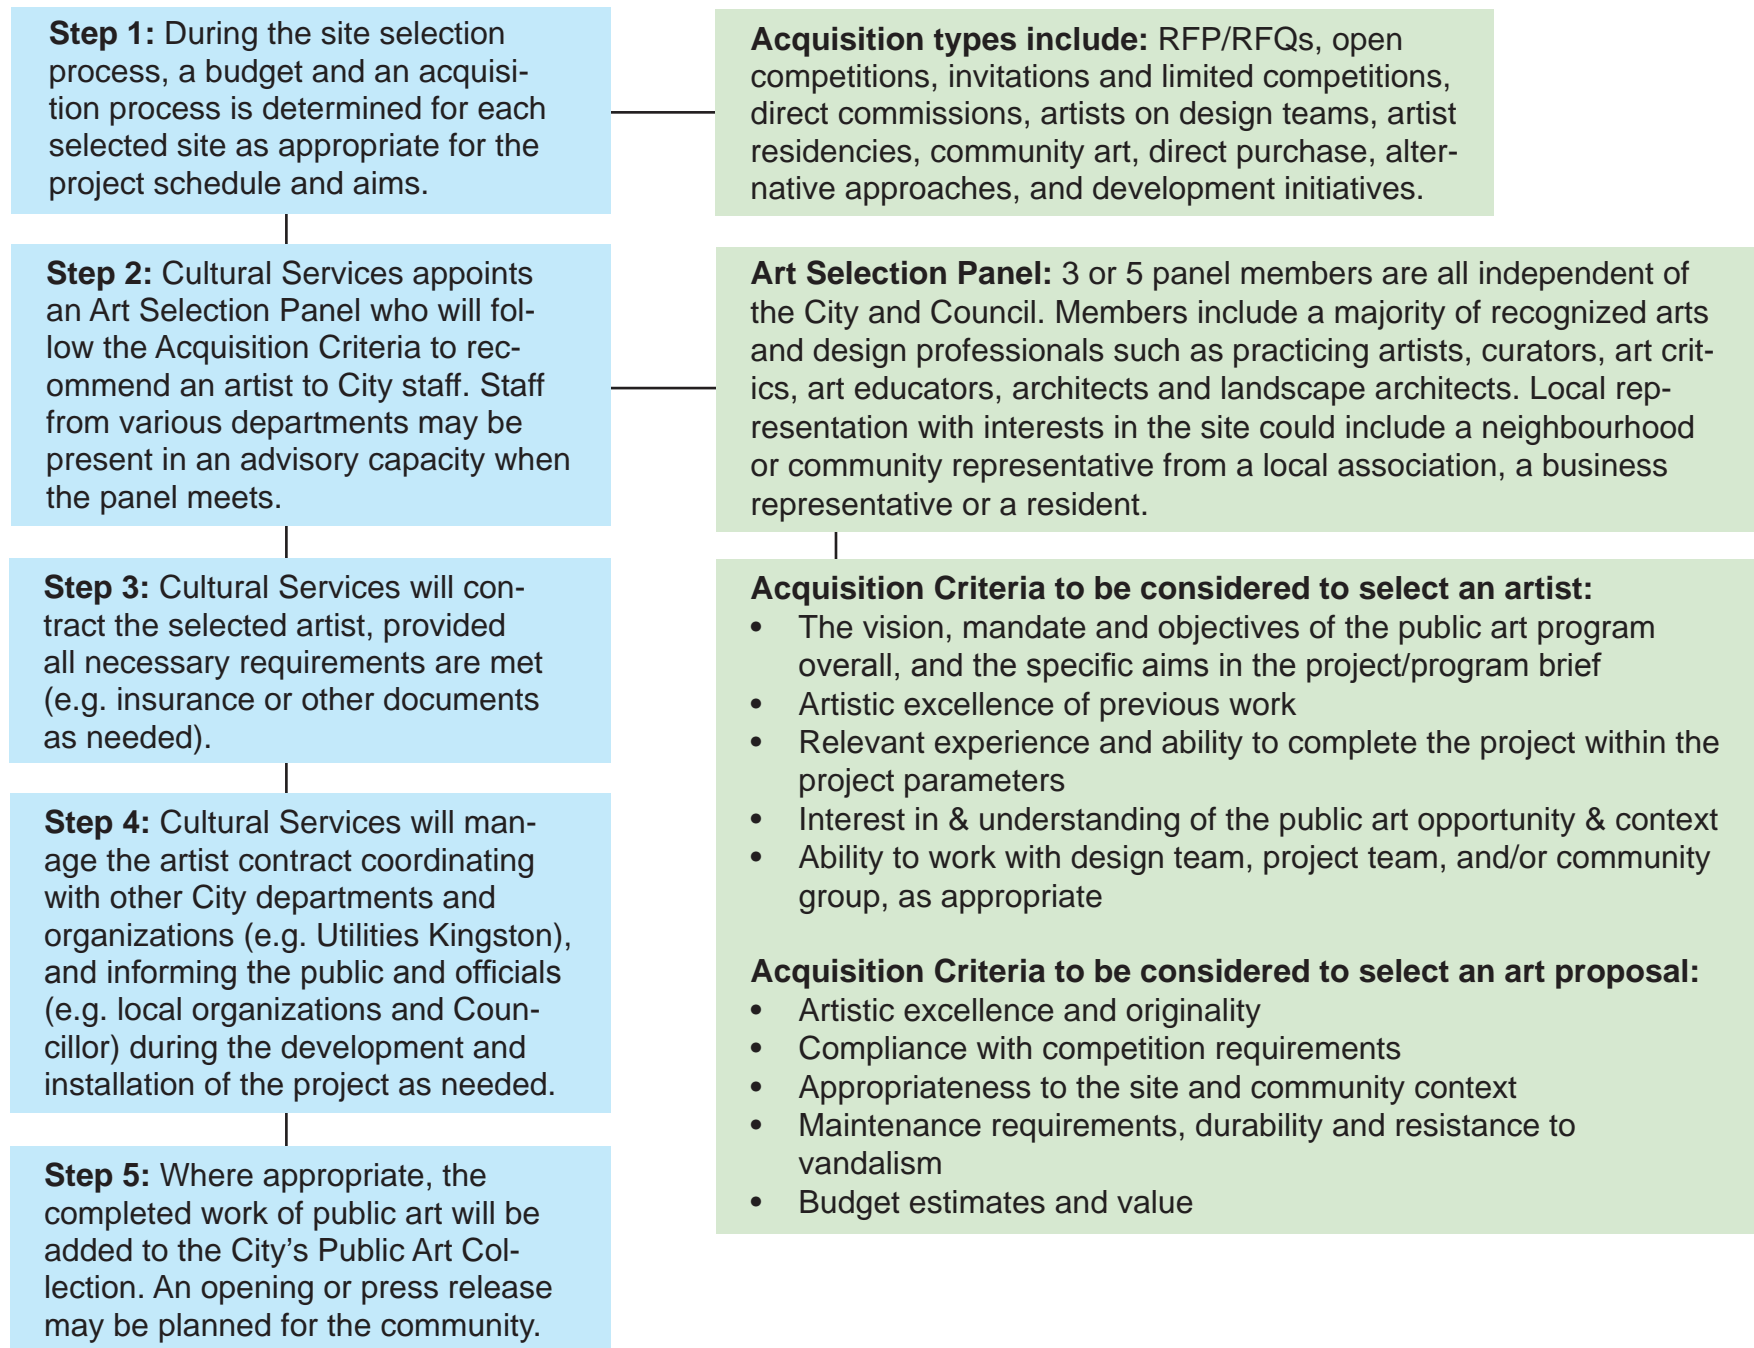 Step 1: During the site selection
process, a budget and an acquisi-
tion process is determined for each
selected site as appropriate for the
project schedule and aims.
Acquisition types include: RFP/RFQs, open
competitions, invitations and limited competitions,
direct commissions, artists on design teams, artist
residencies, community art, direct purchase, alter-
native approaches, and development initiatives.
Step 2: Cultural Services appoints
an Art Selection Panel who will fol-
low the Acquisition Criteria to rec-
ommend an artist to City staff. Staff
from various departments may be
present in an advisory capacity when
the panel meets.
Art Selection Panel: 3 or 5 panel members are all independent of
the City and Council. Members include a majority of recognized arts
and design professionals such as practicing artists, curators, art crit-
ics, art educators, architects and landscape architects. Local rep-
resentation with interests in the site could include a neighbourhood
or community representative from a local association, a business
representative or a resident.
Step 3: Cultural Services will con-
tract the selected artist, provided
all necessary requirements are met
(e.g. insurance or other documents
as needed).
Step 4: Cultural Services will man-
age the artist contract coordinating
with other City departments and
organizations (e.g. Utilities Kingston),
and informing the public and officials
(e.g. local organizations and Coun-
cillor) during the development and
installation of the project as needed.
Step 5: Where appropriate, the
completed work of public art will be
added to the City's Public Art Col-
lection. An opening or press release
may be planned for the community.
Acquisition Criteria to be considered to select an artist:
• The vision, mandate and objectives of the public art program
overall, and the specific aims in the project/program brief
• Artistic excellence of previous work
• Relevant experience and ability to complete the project within the
project parameters
• Interest in & understanding of the public art opportunity & context
• Ability to work with design team, project team, and/or community
group, as appropriate
Acquisition Criteria to be considered to select an art proposal:
• Artistic excellence and originality
• Compliance with competition requirements
• Appropriateness to the site and community context
• Maintenance requirements, durability and resistance to
vandalism
• Budget estimates and value